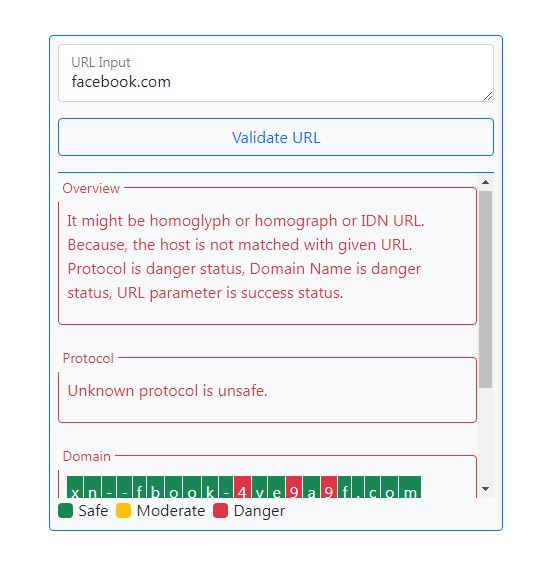 URL Input
facebook.com
Validate URL
Overview
It might be homoglyph or homograph or IDN URL.
Because, the host is not matched with given URL.
Protocol is danger status, Domain Name is danger
status, URL parameter is success status.
Protocol
Unknown protocol is unsafe.
Domain
xn--fbook-4ve9a9f.com
Safe Moderate Danger